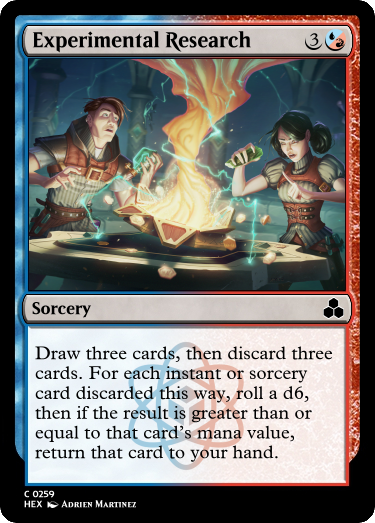 Experimental Research 3
Sorcery
Draw three cards, then discard three
cards. For each instant or sorcery
card discarded this way, roll a d6,
then if the result is greater than or
equal to that card's mana value,
return that card to your hand.
C 0259
HEX Adrien Martinez